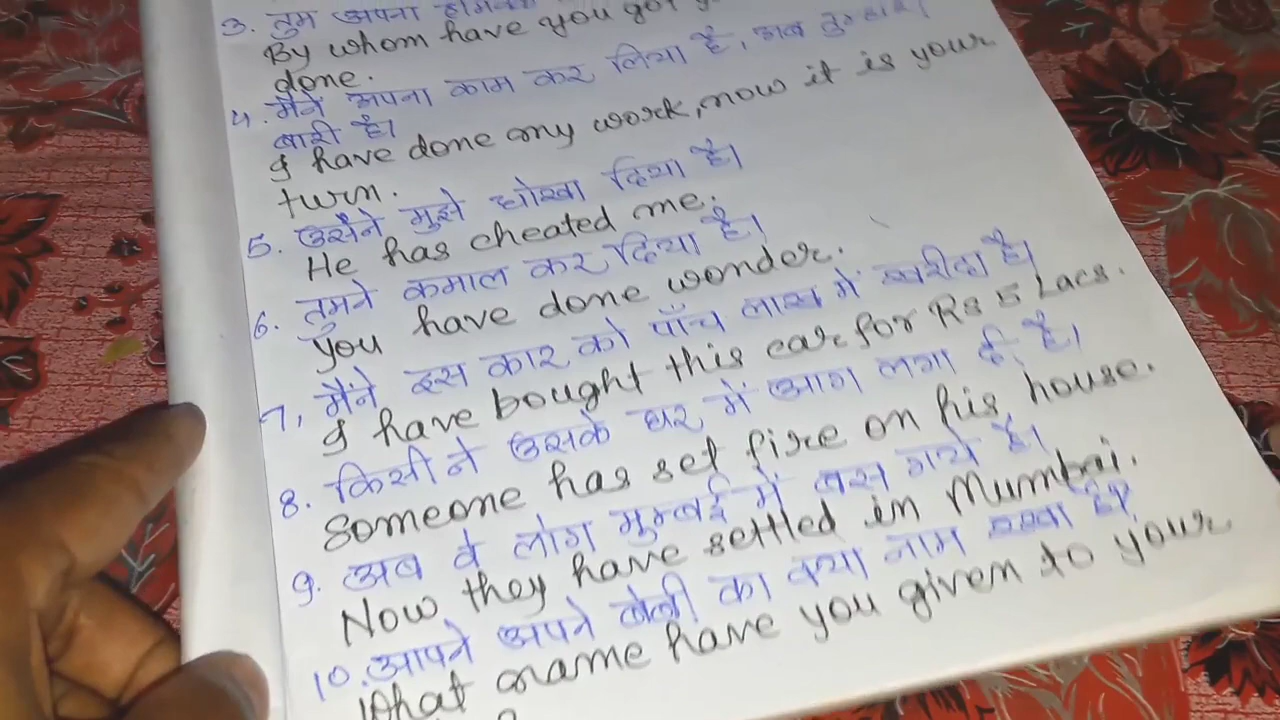 3. तुम अपना
By whom have you got
done.
4. मैंने अपना काम कर लिया है, अब
बारी है।
I have done my work, now it is your
turn.
5. उसने मुझे धोखा दिया है।
He has cheated me.
6. तुमने कमाल कर दिया है।
you have done wonder.
7, मैंने इस कार को पाँच लाख में खरीदा है।
I have bought this car for Rs 5 Lacs.
8. किसी ने उसके घर में आग लगा दी है।
Someone has set fire on his house.
9. अब वे लोग मुम्बई में बस गये हैं।
Now they have settled in Mumbai.
10. आपने अपने बेबी का क्या नाम रखा है?
What name have you given to your